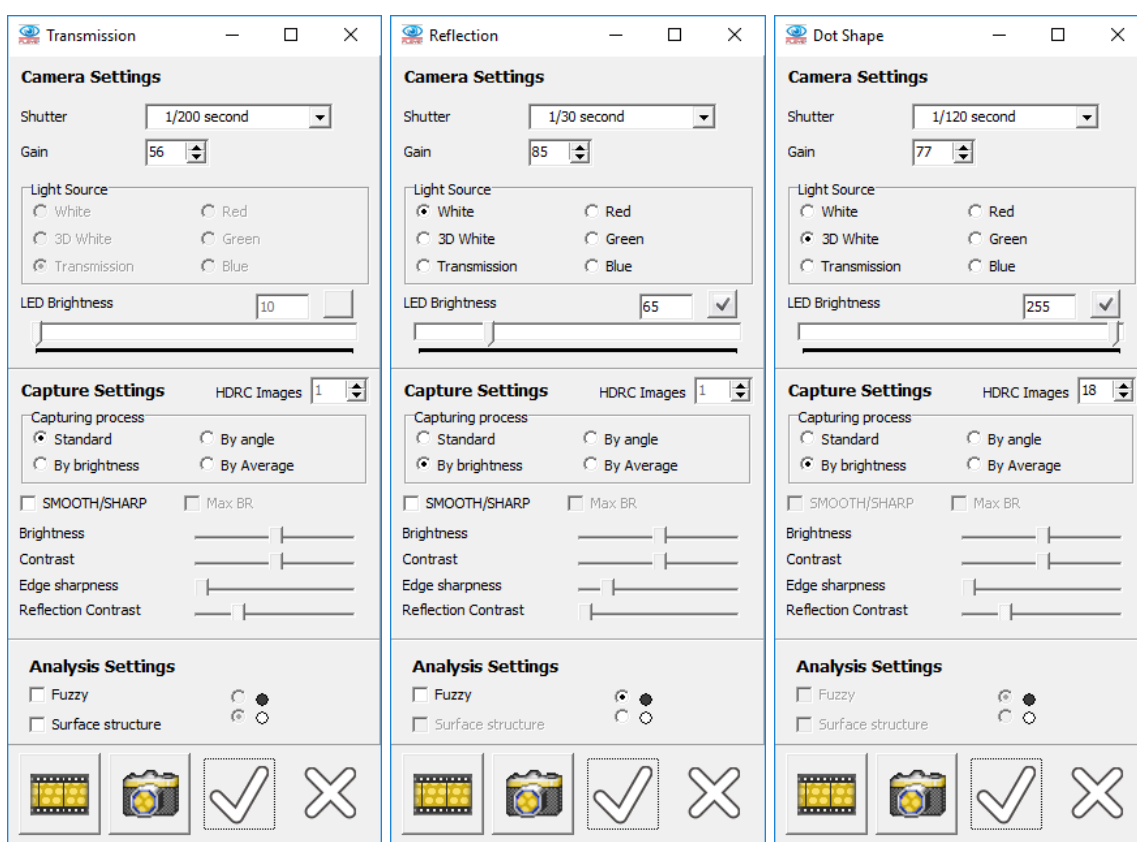 Transmission
Camera Settings
Shutter 1/200 second
Gain 56
Light Source
White Red
3D White Green
Transmission Blue
LED Brightness 10
Capture Settings HDRC Images 1
Capturing process
Standard By angle
By brightness By Average
SMOOTH/SHARP Max BR
Brightness
Contrast
Edge sharpness
Reflection Contrast
Analysis Settings
Fuzzy
Surface structure
Reflection
Camera Settings
Shutter 1/30 second
Gain 85
Light Source
White Red
3D White Green
Transmission Blue
LED Brightness 65
Capture Settings HDRC Images 1
Capturing process
Standard By angle
By brightness By Average
SMOOTH/SHARP Max BR
Brightness
Contrast
Edge sharpness
Reflection Contrast
Analysis Settings
Fuzzy
Surface structure
Dot Shape
Camera Settings
Shutter 1/120 second
Gain 77
Light Source
White Red
3D White Green
Transmission Blue
LED Brightness 255
Capture Settings HDRC Images 18
Capturing process
Standard By angle
By brightness By Average
SMOOTH/SHARP Max BR
Brightness
Contrast
Edge sharpness
Reflection Contrast
Analysis Settings
Fuzzy
Surface structure